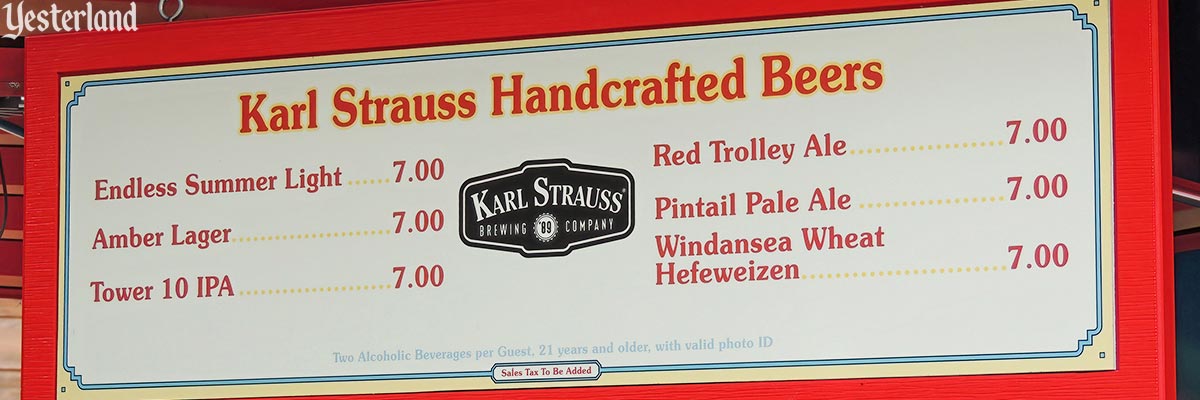 Yesterland
Karl Strauss Handcrafted Beers
Endless Summer Light......7.00
Amber Lager........................7.00
Tower 10 IPA .......................7.00
KARL STRAUSS®
BREWING '89 COMPANY
Red Trolley Ale.......................7.00
Pintail Pale Ale .....................7.00
Windansea Wheat
Hefeweizen..............................7.00
Two Alcoholic Beverages per Guest, 21 years and older, with valid photo ID
Sales Tax To Be Added